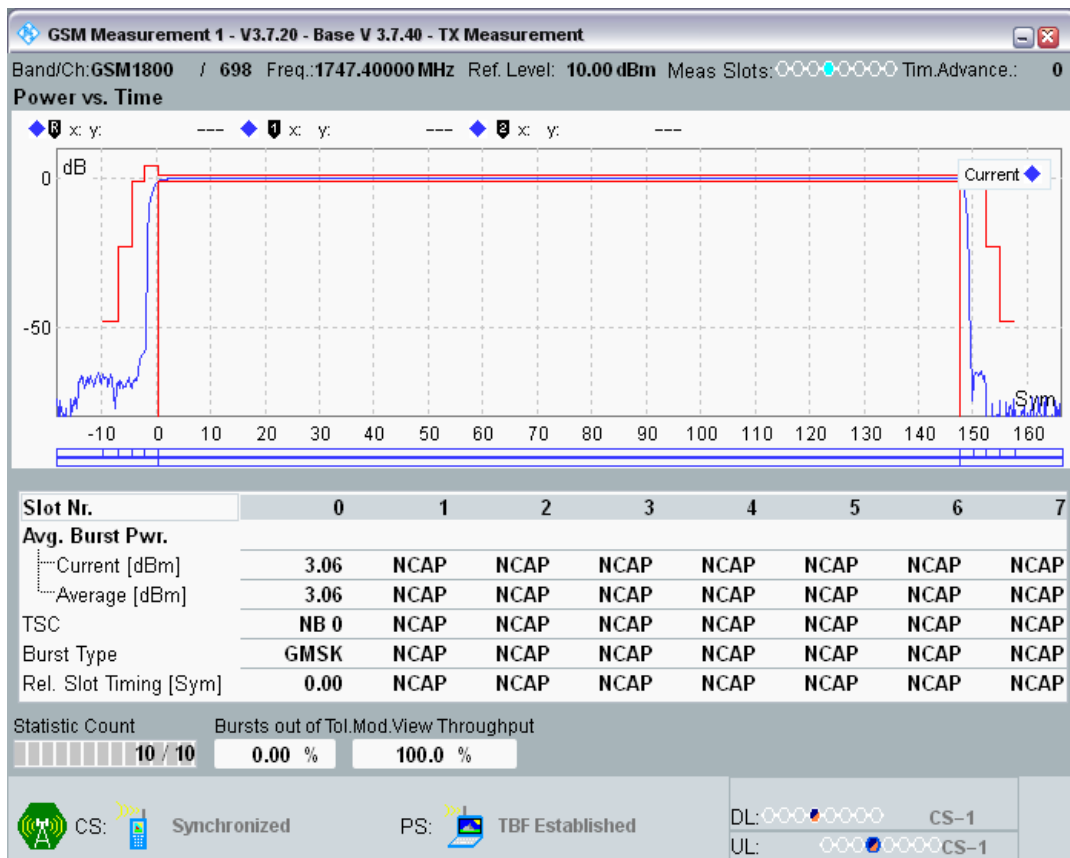 GSM Measurement 1 - V3.7.20 - Base V 3.7.40 - TX Measurement
Band/Ch:GSM1800 / 698 Freq.:1747.40000 MHz Ref. Level: 10.00 dBm Meas Slots: Tim.Advance.: 0
Power vs. Time
R x: y: --- 1 x: y: --- 2 x: y: ---
dB
Current
0
-50
Sym
-10 0 10 20 30 40 50 60 70 80 90 100 110 120 130 140 150 160
Slot Nr. 0 1 2 3 4 5 6 7
Avg. Burst Pwr.
Current [dBm] 3.06 NCAP NCAP NCAP NCAP NCAP NCAP NCAP
Average [dBm] 3.06 NCAP NCAP NCAP NCAP NCAP NCAP NCAP
TSC NB 0 NCAP NCAP NCAP NCAP NCAP NCAP NCAP
Burst Type GMSK NCAP NCAP NCAP NCAP NCAP NCAP NCAP
Rel. Slot Timing [Sym] 0.00 NCAP NCAP NCAP NCAP NCAP NCAP NCAP
Statistic Count Bursts out of Tol.Mod.View Throughput
10 / 10 0.00 % 100.0 %
CS: Synchronized PS: TBF Established
DL: CS-1
UL: CS-1